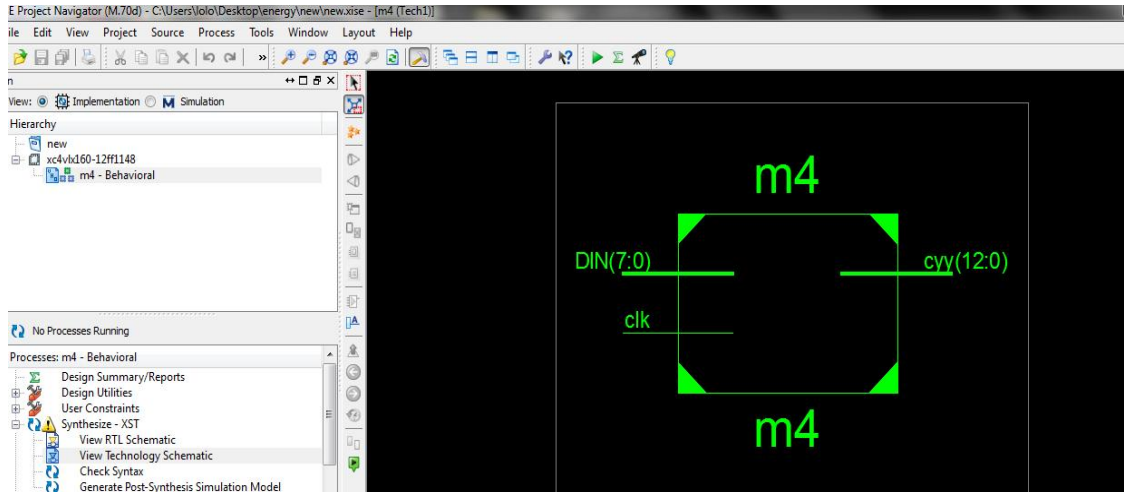 E Project Navigator (M.70d) - C:\Users\lolo\Desktop\energy\new\new.xise - [m4 (Tech1)]
ile Edit View Project Source Process Tools Window Layout Help
»
n
View: Implementation Simulation
Hierarchy
new
xc4vlx160-12ff1148
m4 - Behavioral
No Processes Running
Processes: m4 - Behavioral
Design Summary/Reports
Design Utilities
User Constraints
Synthesize - XST
View RTL Schematic
View Technology Schematic
Check Syntax
Generate Post-Synthesis Simulation Model
m4
DIN(7:0) cyy(12:0)
clk
m4